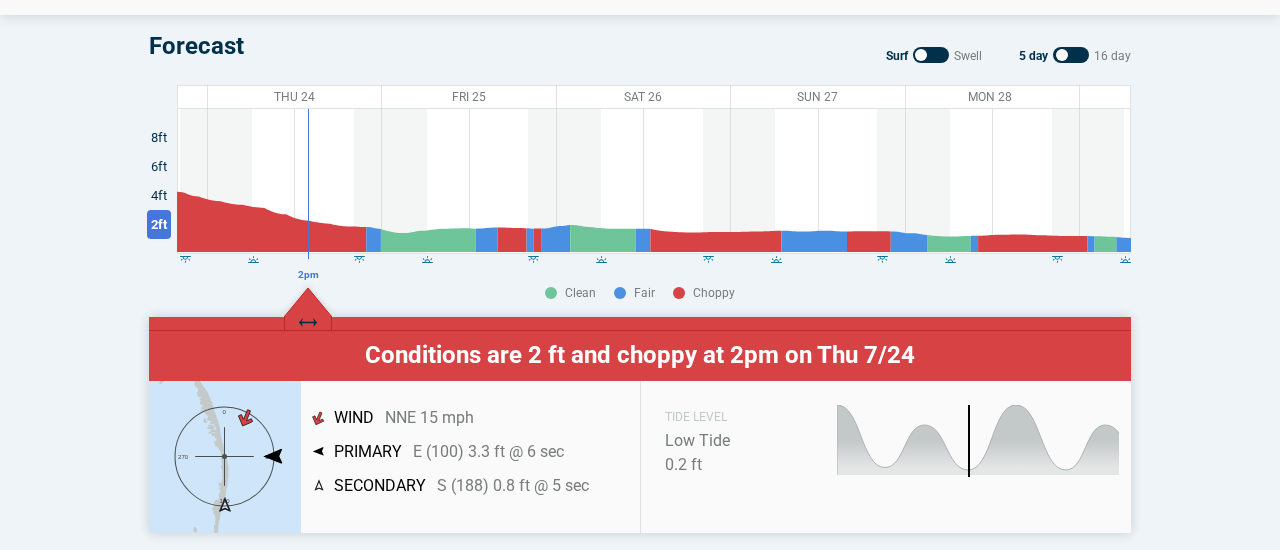 Forecast
Surf Swell 5 day 16 day
THU 24 FRI 25 SAT 26 SUN 27 MON 28
8ft
6ft
4ft
2ft
2pm
Clean Fair Choppy
Conditions are 2 ft and choppy at 2pm on Thu 7/24
0
270
WIND NNE 15 mph
PRIMARY E (100) 3.3 ft @ 6 sec
SECONDARY S (188) 0.8 ft @ 5 sec
TIDE LEVEL
Low Tide
0.2 ft